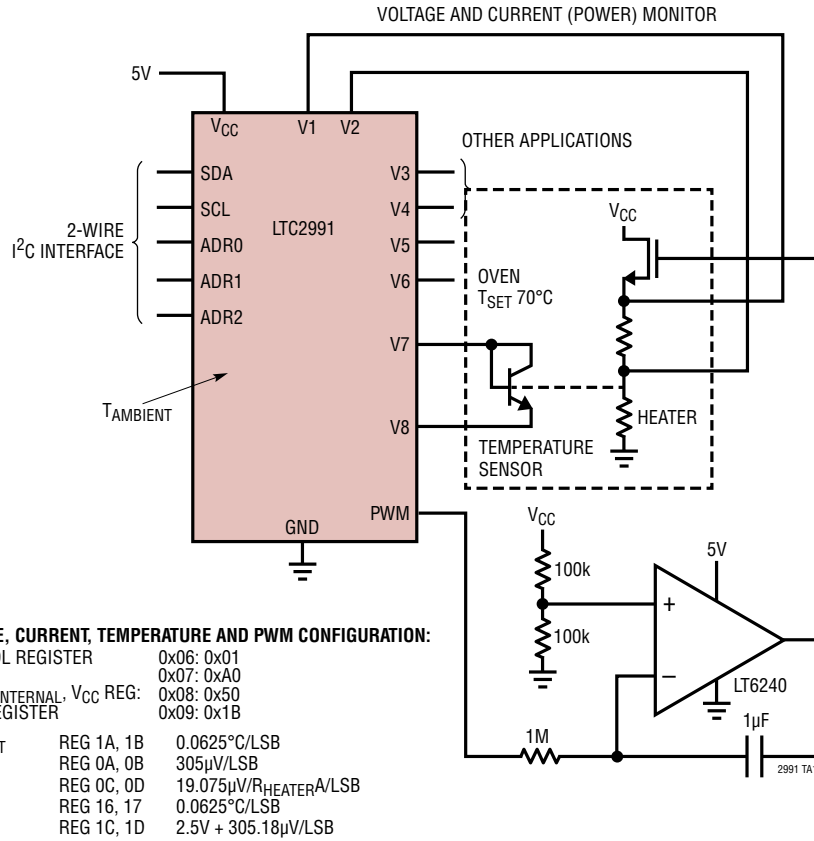 VOLTAGE AND CURRENT (POWER) MONITOR
5V
VCC V1 V2
OTHER APPLICATIONS
SDA
SCL
ADR0
ADR1
ADR2
2-WIRE
I2C INTERFACE
LTC2991
V3
V4
V5
V6
V7
V8
PWM
GND
TAMBIENT
VCC
OVEN
TSET 70°C
HEATER
TEMPERATURE
SENSOR
VCC
100k
100k
5V
+
–
LT6240
1M
1µF
2991
, CURRENT, TEMPERATURE AND PWM CONFIGURATION:
REGISTER 0x06: 0x01
0x07: 0xA0
INTERNAL, VCC REG: 0x08: 0x50
0x09: 0x1B
REG 1A, 1B 0.0625°C/LSB
REG 0A, 0B 305µV/LSB
REG 0C, 0D 19.075µV/RHEATERA/LSB
REG 16, 17 0.0625°C/LSB
REG 1C, 1D 2.5V + 305.18µV/LSB